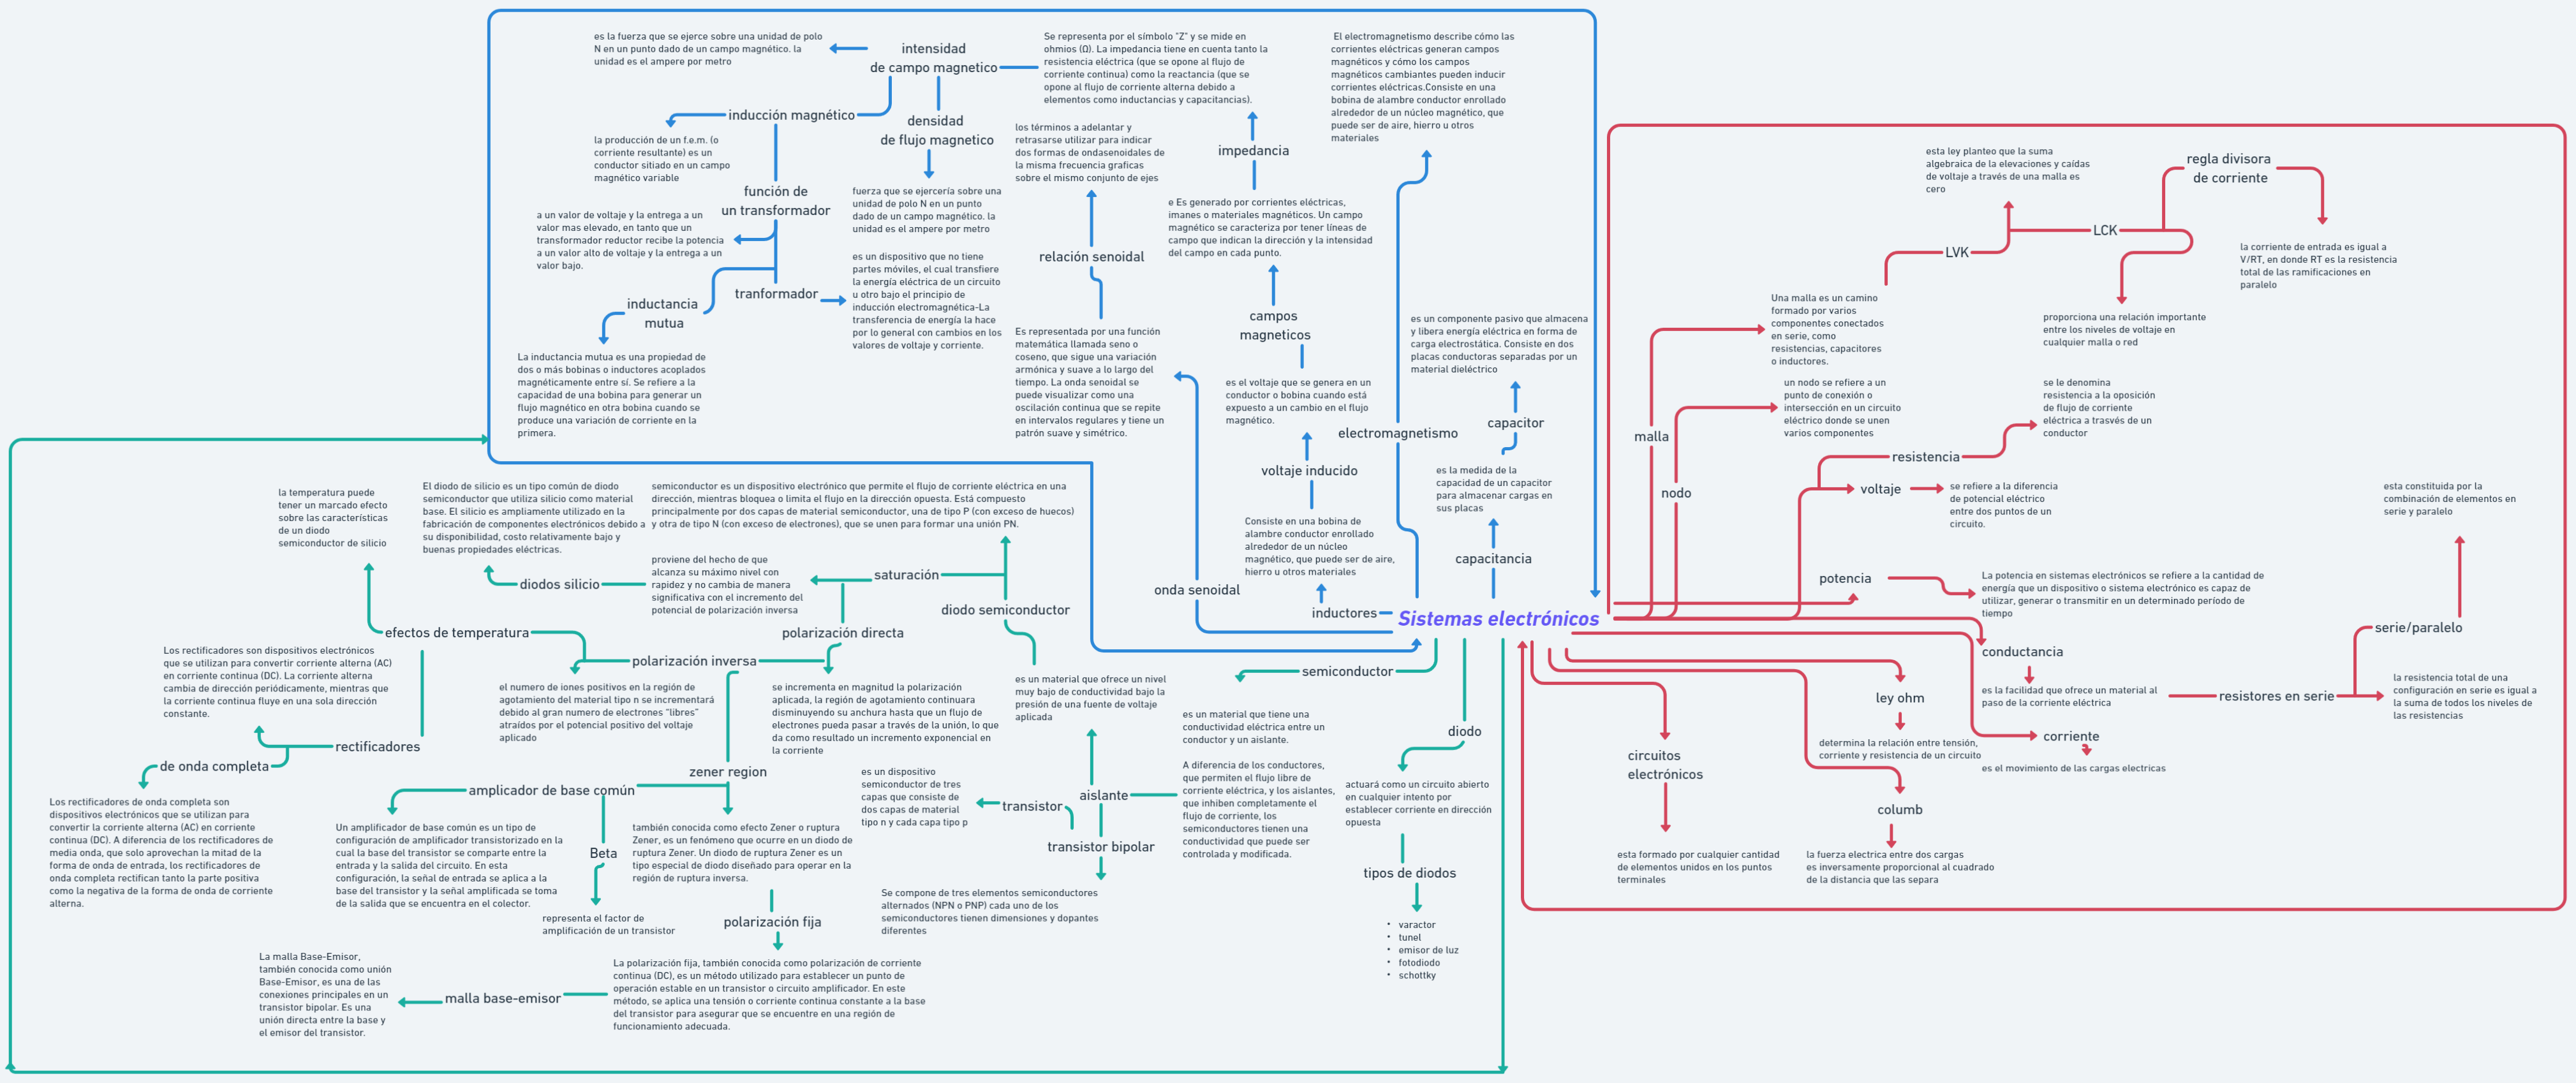 es la fuerza que se ejerce sobre una unidad de polo
N en un punto dado de un campo magnético. la
unidad es el ampere por metro
intensidad
de campo magnetico
Se representa por el símbolo "Z" y se mide en
ohmios (Ω). La impedancia tiene en cuenta tanto la
resistencia eléctrica (que se opone al flujo de
corriente continua) como la reactancia (que se
opone al flujo de corriente alterna debido a
elementos como inductancias y capacitancias).
El electromagnetismo describe cómo las
corrientes eléctricas generan campos
magnéticos y cómo los campos
magnéticos cambiantes pueden inducir
corrientes eléctricas.Consiste en una
bobina de alambre conductor enrollado
alrededor de un núcleo magnético, que
puede ser de aire, hierro u otros
materiales
inducción magnético
densidad
de flujo magnetico
la producción de un f.e.m. (o
corriente resultante) es un
conductor sitiado en un campo
magnético variable
los términos a adelantar y
retrasarse utilizar para indicar
dos formas de ondasenoidales de
la misma frecuencia graficas
sobre el mismo conjunto de ejes
impedancia
función de
un transformador
fuerza que se ejercería sobre una
unidad de polo N en un punto
dado de un campo magnético. la
unidad es el ampere por metro
a un valor de voltaje y la entrega a un
valor mas elevado, en tanto que un
transformador reductor recibe la potencia
a un valor alto de voltaje y la entrega a un
valor bajo.
e Es generado por corrientes eléctricas,
imanes o materiales magnéticos. Un campo
magnético se caracteriza por tener líneas de
campo que indican la dirección y la intensidad
del campo en cada punto.
relación senoidal
es un dispositivo que no tiene
partes móviles, el cual transfiere
la energía eléctrica de un circuito
u otro bajo el principio de
inducción electromagnética-La
transferencia de energía la hace
por lo general con cambios en los
valores de voltaje y corriente.
tranformador
inductancia
mutua
La inductancia mutua es una propiedad de
dos o más bobinas o inductores acoplados
magnéticamente entre sí. Se refiere a la
capacidad de una bobina para generar un
flujo magnético en otra bobina cuando se
produce una variación de corriente en la
primera.
Es representada por una función
matemática llamada seno o
coseno, que sigue una variación
armónica y suave a lo largo del
tiempo. La onda senoidal se
puede visualizar como una
oscilación continua que se repite
en intervalos regulares y tiene un
patrón suave y simétrico.
campos
magneticos
es un componente pasivo que almacena
y libera energía eléctrica en forma de
carga electrostática. Consiste en dos
placas conductoras separadas por un
material dieléctrico
es el voltaje que se genera en un
conductor o bobina cuando está
expuesto a un cambio en el flujo
magnético.
electromagnetismo
capacitor
voltaje inducido
es la medida de la
capacidad de un capacitor
para almacenar cargas en
sus placas
Consiste en una bobina de
alambre conductor enrollado
alrededor de un núcleo
magnético, que puede ser de aire,
hierro u otros materiales
capacitancia
onda senoidal
inductores
Sistemas electrónicos
esta ley planteo que la suma
algebraica de la elevaciones y caídas
de voltaje a través de una malla es
cero
regla divisora
de corriente
LCK
LVK
la corriente de entrada es igual a
V/RT, en donde RT es la resistencia
total de las ramificaciones en
paralelo
Una malla es un camino
formado por varios
componentes conectados
en serie, como
resistencias, capacitores
o inductores.
proporciona una relación importante
entre los niveles de voltaje en
cualquier malla o red
un nodo se refiere a un
punto de conexión o
intersección en un circuito
eléctrico donde se unen
varios componentes
se le denomina
resistencia a la oposición
de flujo de corriente
eléctrica a trasvés de un
conductor
malla
resistencia
nodo
voltaje
se refiere a la diferencia
de potencial eléctrico
entre dos puntos de un
circuito.
esta constituida por la
combinación de elementos en
serie y paralelo
potencia
La potencia en sistemas electrónicos se refiere a la cantidad de
energía que un dispositivo o sistema electrónico es capaz de
utilizar, generar o transmitir en un determinado período de
tiempo
serie/paralelo
conductancia
es la facilidad que ofrece un material al
paso de la corriente eléctrica
resistores en serie
la resistencia total de una
configuración en serie es igual a
la suma de todos los niveles de
las resistencias
ley ohm
determina la relación entre tensión,
corriente y resistencia de un circuito
corriente
es el movimiento de las cargas electricas
circuitos
electrónicos
columb
esta formado por cualquier cantidad
de elementos unidos en los puntos
terminales
la fuerza electrica entre dos cargas
es inversamente proporcional al cuadrado
de la distancia que las separa
la temperatura puede
tener un marcado efecto
sobre las características
de un diodo
semiconductor de silicio
El diodo de silicio es un tipo común de diodo
semiconductor que utiliza silicio como material
base. El silicio es ampliamente utilizado en la
fabricación de componentes electrónicos debido a
su disponibilidad, costo relativamente bajo y
buenas propiedades eléctricas.
semiconductor es un dispositivo electrónico que permite el flujo de corriente eléctrica en una
dirección, mientras bloquea o limita el flujo en la dirección opuesta. Está compuesto
principalmente por dos capas de material semiconductor, una de tipo P (con exceso de huecos)
y otra de tipo N (con exceso de electrones), que se unen para formar una unión PN.
diodos silicio
proviene del hecho de que
alcanza su máximo nivel con
rapidez y no cambia de manera
significativa con el incremento del
potencial de polarización inversa
saturación
diodo semiconductor
efectos de temperatura
polarización directa
Los rectificadores son dispositivos electrónicos
que se utilizan para convertir corriente alterna (AC)
en corriente continua (DC). La corriente alterna
cambia de dirección periódicamente, mientras que
la corriente continua fluye en una sola dirección
constante.
polarización inversa
el numero de iones positivos en la región de
agotamiento del material tipo n se incrementará
debido al gran numero de electrones "libres"
atraídos por el potencial positivo del voltaje
aplicado
se incrementa en magnitud la polarización
aplicada, la región de agotamiento continuara
disminuyendo su anchura hasta que un flujo de
electrones pueda pasar a través de la unión, lo que
da como resultado un incremento exponencial en
la corriente
es un material que ofrece un nivel
muy bajo de conductividad bajo la
presión de una fuente de voltaje
aplicada
semiconductor
es un material que tiene una
conductividad eléctrica entre un
conductor y un aislante.
A diferencia de los conductores,
que permiten el flujo libre de
corriente eléctrica, y los aislantes,
que inhiben completamente el
flujo de corriente, los
semiconductores tienen una
conductividad que puede ser
controlada y modificada.
diodo
actuará como un circuito abierto
en cualquier intento por
establecer corriente en dirección
opuesta
rectificadores
de onda completa
zener region
amplicador de base común
es un dispositivo
semiconductor de tres
capas que consiste de
dos capas de material
tipo n y cada capa tipo p
transistor
aislante
transistor bipolar
Los rectificadores de onda completa son
dispositivos electrónicos que se utilizan para
convertir la corriente alterna (AC) en corriente
continua (DC). A diferencia de los rectificadores de
media onda, que solo aprovechan la mitad de la
forma de onda de entrada, los rectificadores de
onda completa rectifican tanto la parte positiva
como la negativa de la forma de onda de corriente
alterna.
Un amplificador de base común es un tipo de
configuración de amplificador transistorizado en la
cual la base del transistor se comparte entre la
entrada y la salida del circuito. En esta
configuración, la señal de entrada se aplica a la
base del transistor y la señal amplificada se toma
de la salida que se encuentra en el colector.
Beta
representa el factor de
amplificación de un transistor
también conocida como efecto Zener o ruptura
Zener, es un fenómeno que ocurre en un diodo de
ruptura Zener. Un diodo de ruptura Zener es un
tipo especial de diodo diseñado para operar en la
región de ruptura inversa.
Se compone de tres elementos semiconductores
alternados (NPN o PNP) cada uno de los
semiconductores tienen dimensiones y dopantes
diferentes
tipos de diodos
• varactor
• tunel
• emisor de luz
• fotodiodo
• schottky
polarización fija
La malla Base-Emisor,
también conocida como unión
Base-Emisor, es una de las
conexiones principales en un
transistor bipolar. Es una
unión directa entre la base y
el emisor del transistor.
malla base-emisor
La polarización fija, también conocida como polarización de corriente
continua (DC), es un método utilizado para establecer un punto de
operación estable en un transistor o circuito amplificador. En este
método, se aplica una tensión o corriente continua constante a la base
del transistor para asegurar que se encuentre en una región de
funcionamiento adecuada.